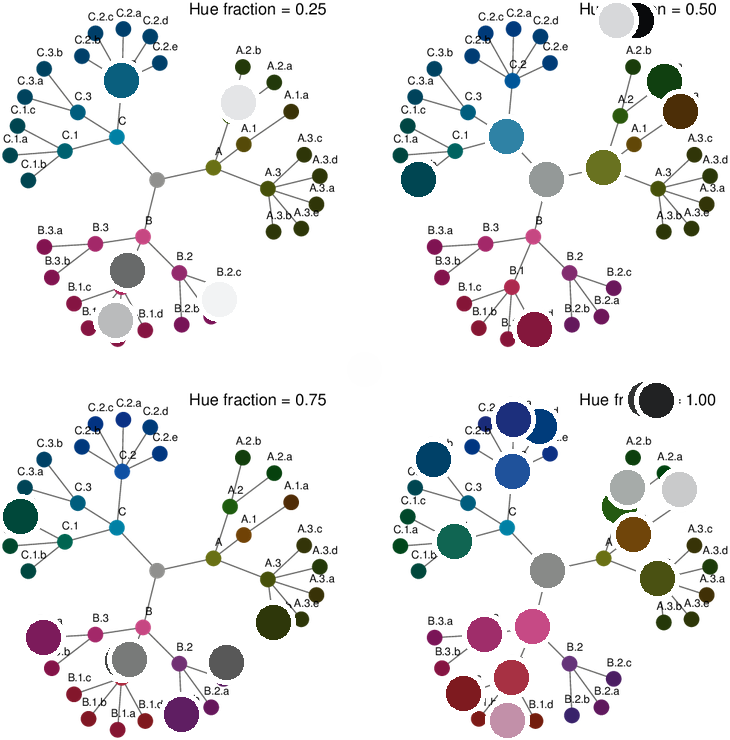 Hue fraction = 0.25
C.2.c
C.2.a
C.2.d
C.2.b
C.2.e
C.3.b
C.3.a
C.3
C
C.1.c
C.1.a
C.1
C.1.b
A.2.b
A.2.a
A.1.a
A.1
A
A.3.c
A.3.d
A.3
A.3.a
A.3.b
A.3.e
B
B.3.a
B.3
B.3.b
B.2
B.2.c
B.1.c
B.1.d
B.2.b
n = 0.50
C.2.c
C.2.a
C.2.d
C.2.b
C.2.e
C.2
C.3.b
C.3.a
C.3
C.1.c
C.1.a
C.1
A.2.b
A.2
A.1
A.3.c
A.3.d
A.3
A.3.a
A.3.b
A.3.e
B
B.3.a
B.3
B.3.b
B.1
B.2
B.2.c
B.1.c
B.1.b
B.2.b
B.2.a
Hue fraction = 0.75
C.2.c
C.2.a
C.2.d
C.2.b
C.2.e
C.2
C.3.b
C.3.a
C.3
C
C.1
C.1.b
A.2.b
A.2.a
A.2
A.1.a
A.1
A
A.3.c
A.3.d
A.3
A.3.a
A.3.e
B
B.3
B.2
B.1.c
B.1.b
B.1.a
B.2.a
Hue = 1.00
C.2.b
C.3.a
C.3
C
C.1.c
C.1.a
C.1.b
A.2.b
A.2.a
A.3.c
A.3.d
A.3.a
A.3.b
A.3.e
B.3.a
B.3.b
B.2
B.2.c
B.1.d
B.2.b
B.2.a